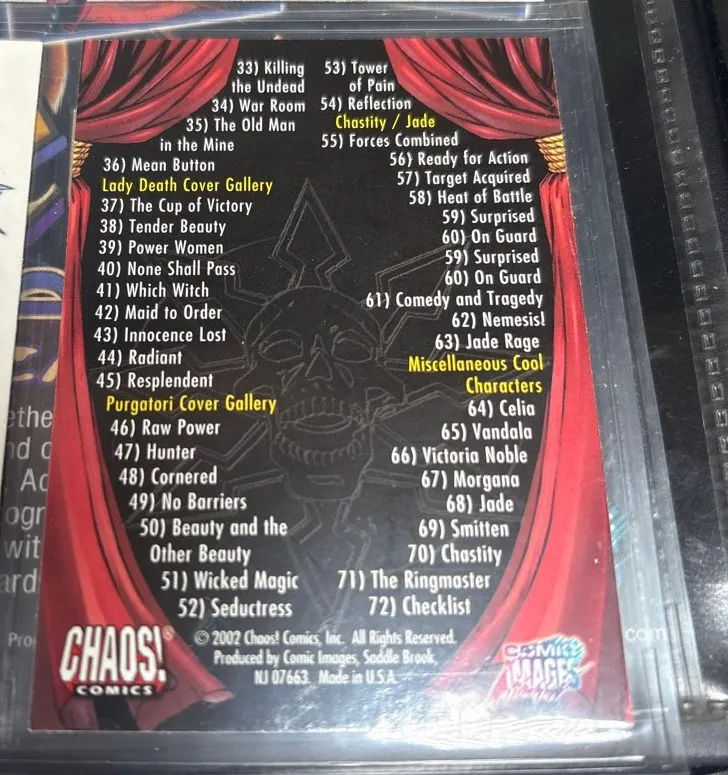 33) Killing
the Undead
34) War Room
35) The Old Man
in the Mine
36) Mean Button
Lady Death Cover Gallery
37) The Cup of Victory
38) Tender Beauty
39) Power Women
40) None Shall Pass
41) Which Witch
42) Maid to Order
43) Innocence Lost
44) Radiant
45) Resplendent
Purgatori Cover Gallery
46) Raw Power
47) Hunter
48) Cornered
49) No Barriers
50) Beauty and the
Other Beauty
51) Wicked Magic
52) Seductress
53) Tower
of Pain
54) Reflection
Chastity / Jade
55) Forces Combined
56) Ready for Action
57) Target Acquired
58) Heat of Battle
59) Surprised
60) On Guard
59) Surprised
60) On Guard
61) Comedy and Tragedy
62) Nemesis!
63) Jade Rage
Miscellaneous Cool
Characters
64) Celia
65) Vandala
66) Victoria Noble
67) Morgana
68) Jade
69) Smitten
70) Chastity
71) The Ringmaster
72) Checklist
CHAOS!®
COMICS
© 2002 Chaos! Comics, Inc. All Rights Reserved.
Produced by Comic Images, Saddle Brook,
NJ 07663. Made in U.S.A.
COMIC
IMAGES
com